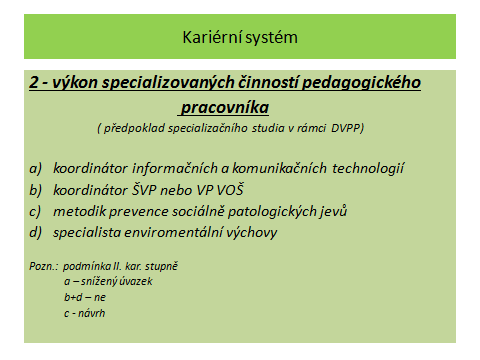 Kariérní systém
2 - výkon specializovaných činností pedagogického
pracovníka
( předpoklad specializačního studia v rámci DVPP)
a) koordinátor informačních a komunikačních technologií
b) koordinátor ŠVP nebo VP VOŠ
c) metodik prevence sociálně patologických jevů
d) specialista enviromentální výchovy
Pozn.: podmínka II. kar. stupně
a – snížený úvazek
b+d – ne
c - návrh